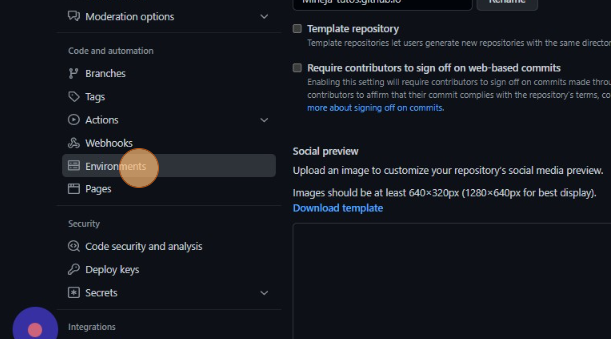 Moderation options
Code and automation
Branches
Tags
Actions
Webhooks
Environments
Pages
Security
Code security and analysis
Deploy keys
Secrets
Integrations
Mineja-tutos.github.io
Rename
Template repository
Template repositories let users generate new repositories with the same director
Require contributors to sign off on web-based commits
Enabling this setting will require contributors to sign off on commits made throu
contributors to affirm that their commit complies with the repository's terms, co
more about signing off on commits.
Social preview
Upload an image to customize your repository's social media preview.
Images should be at least 640×320px (1280×640px for best display).
Download template